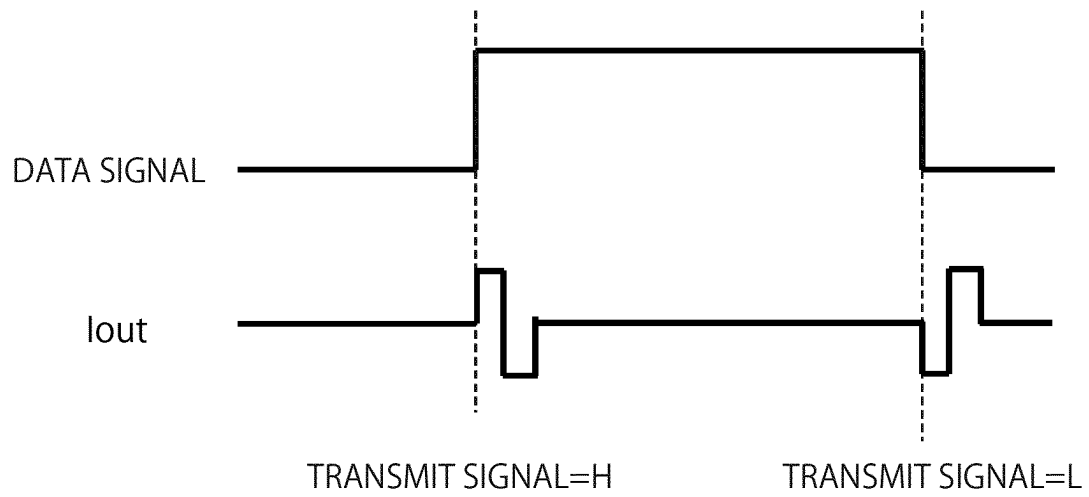 DATA SIGNAL
Iout
TRANSMIT SIGNAL=H
TRANSMIT SIGNAL=L